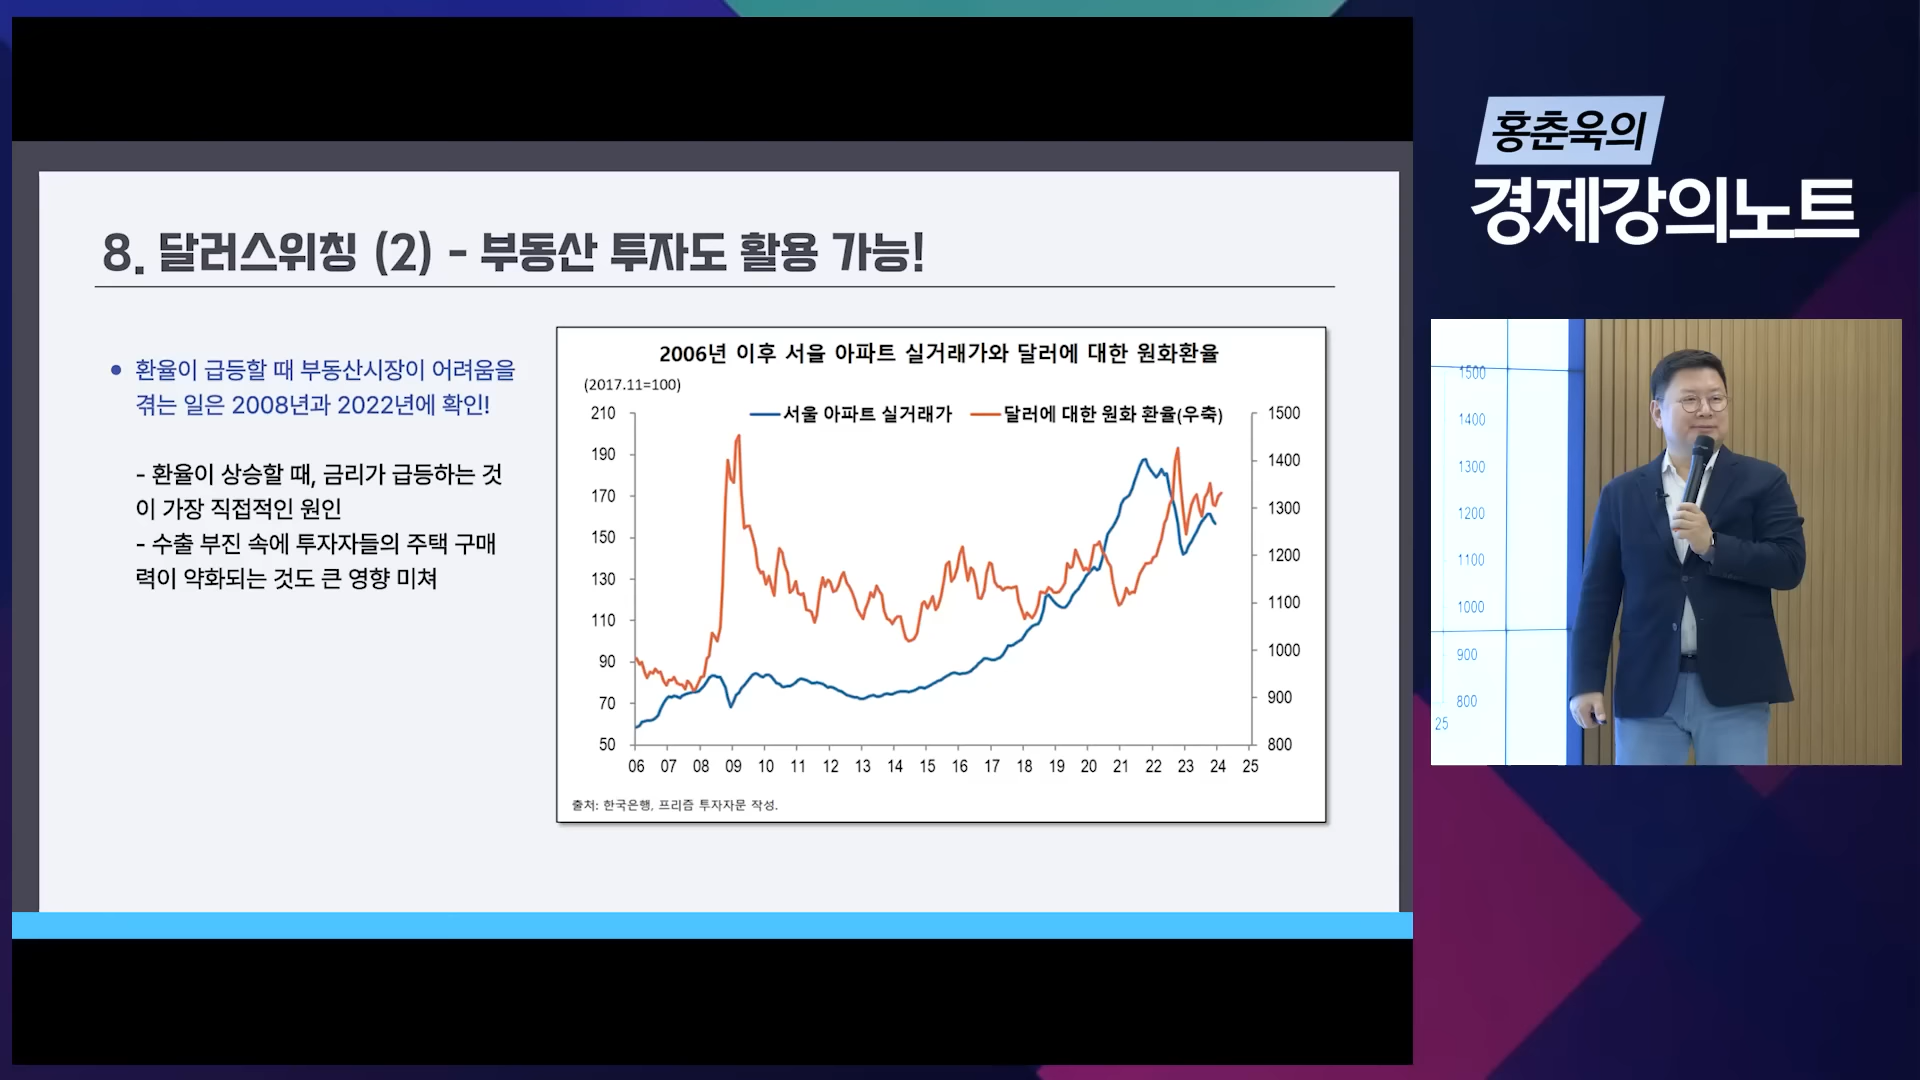 홍춘욱의
경제강의노트
8. 달러스위칭 (2) - 부동산 투자도 활용 가능!
• 환율이 급등할 때 부동산시장이 어려움을
겪는 일은 2008년과 2022년에 확인!
- 환율이 상승할 때, 금리가 급등하는 것
이 가장 직접적인 원인
- 수출 부진 속에 투자자들의 주택 구매
력이 약화되는 것도 큰 영향 미쳐
2006년 이후 서울 아파트 실거래가와 달러에 대한 원화환율
(2017.11=100)
서울 아파트 실거래가 달러에 대한 원화 환율(우축)
210 1500
190 1400
170 1300
150 1200
130 1100
110 1000
90 900
70 800
50
06 07 08 09 10 11 12 13 14 15 16 17 18 19 20 21 22 23 24 25
출처: 한국은행, 프리즘 투자자문 작성.
1500
1400
1300
1200
1100
1000
900
800
25